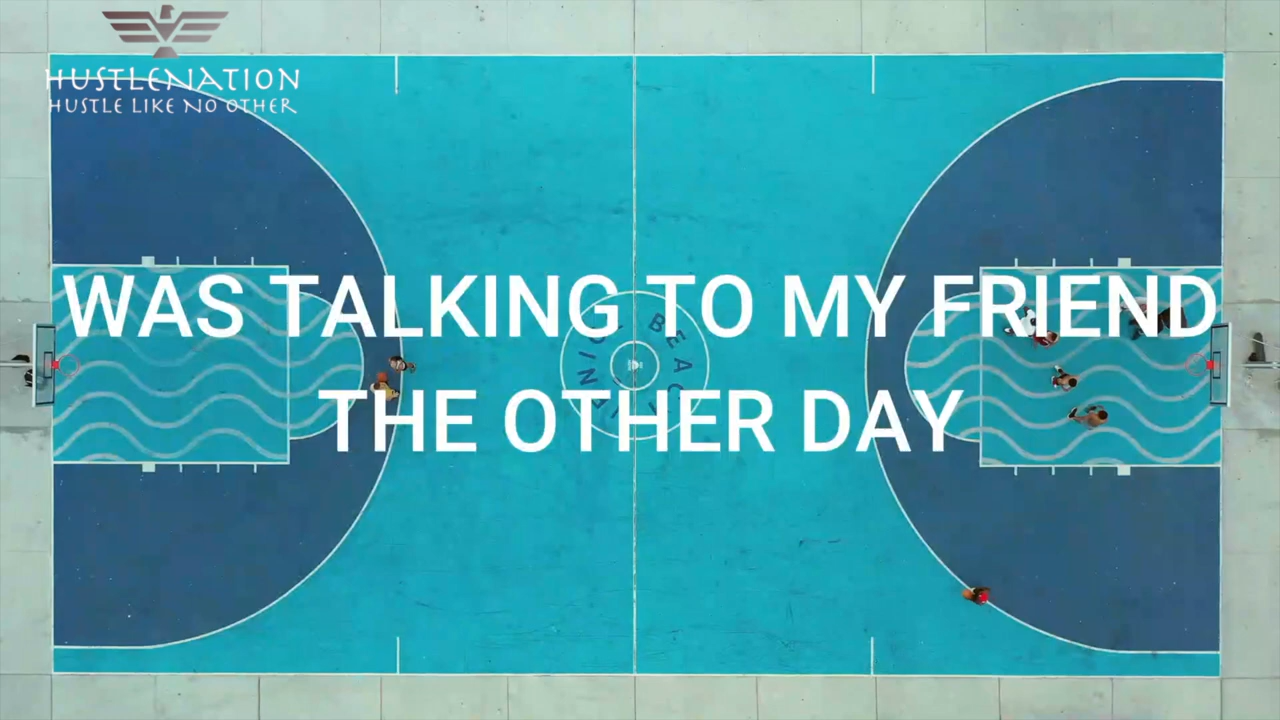 HUSTLENATION
HUSTLE LIKE NO OTHER
WAS TALKING TO MY FRIEND
THE OTHER DAY